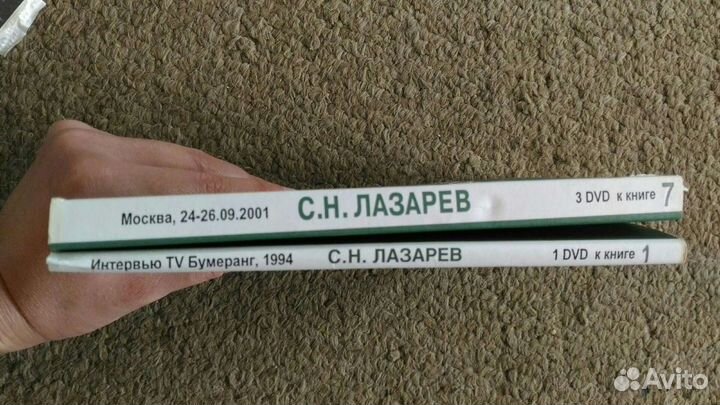 Москва, 24-26.09.2001 С.Н. ЛАЗАРЕВ 3 DVD к книге 7
Интервью TV Бумеранг, 1994 С.Н. ЛАЗАРЕВ 1 DVD к книге 1
Avito